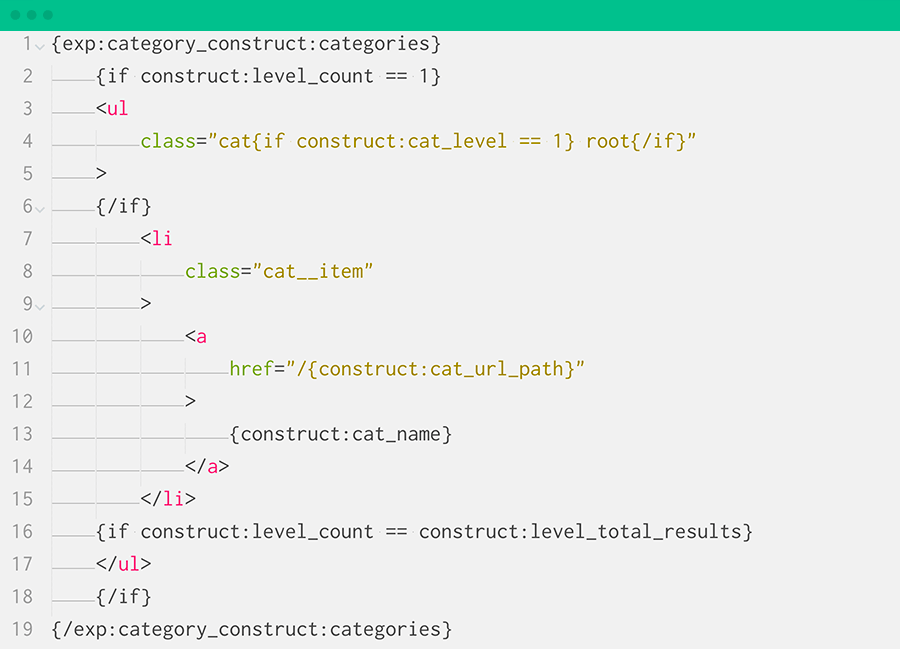 1 {exp:category_construct:categories}
2 {if construct:level_count == 1}
3 <ul
4 class="cat{if construct:cat_level == 1} root{/if}"
5 >
6 {/if}
7 <li
8 class="cat__item"
9 >
10 <a
11 href="/{construct:cat_url_path}"
12 >
13 {construct:cat_name}
14 </a>
15 </li>
16 {if construct:level_count == construct:level_total_results}
17 </ul>
18 {/if}
19 {/exp:category_construct:categories}